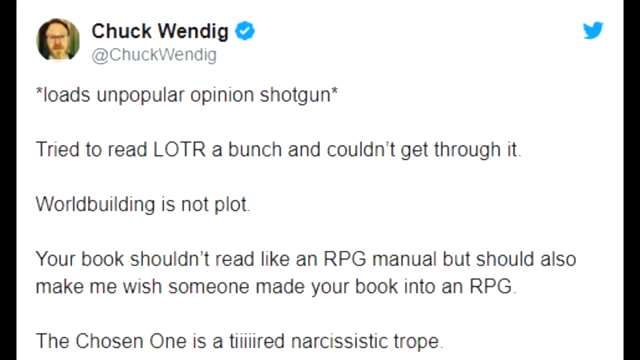 Chuck Wendig
@ChuckWendig
*loads unpopular opinion shotgun*
Tried to read LOTR a bunch and couldn't get through it.
Worldbuilding is not plot.
Your book shouldn't read like an RPG manual but should also
make me wish someone made your book into an RPG.
The Chosen One is a tiiiiired narcissistic trope.